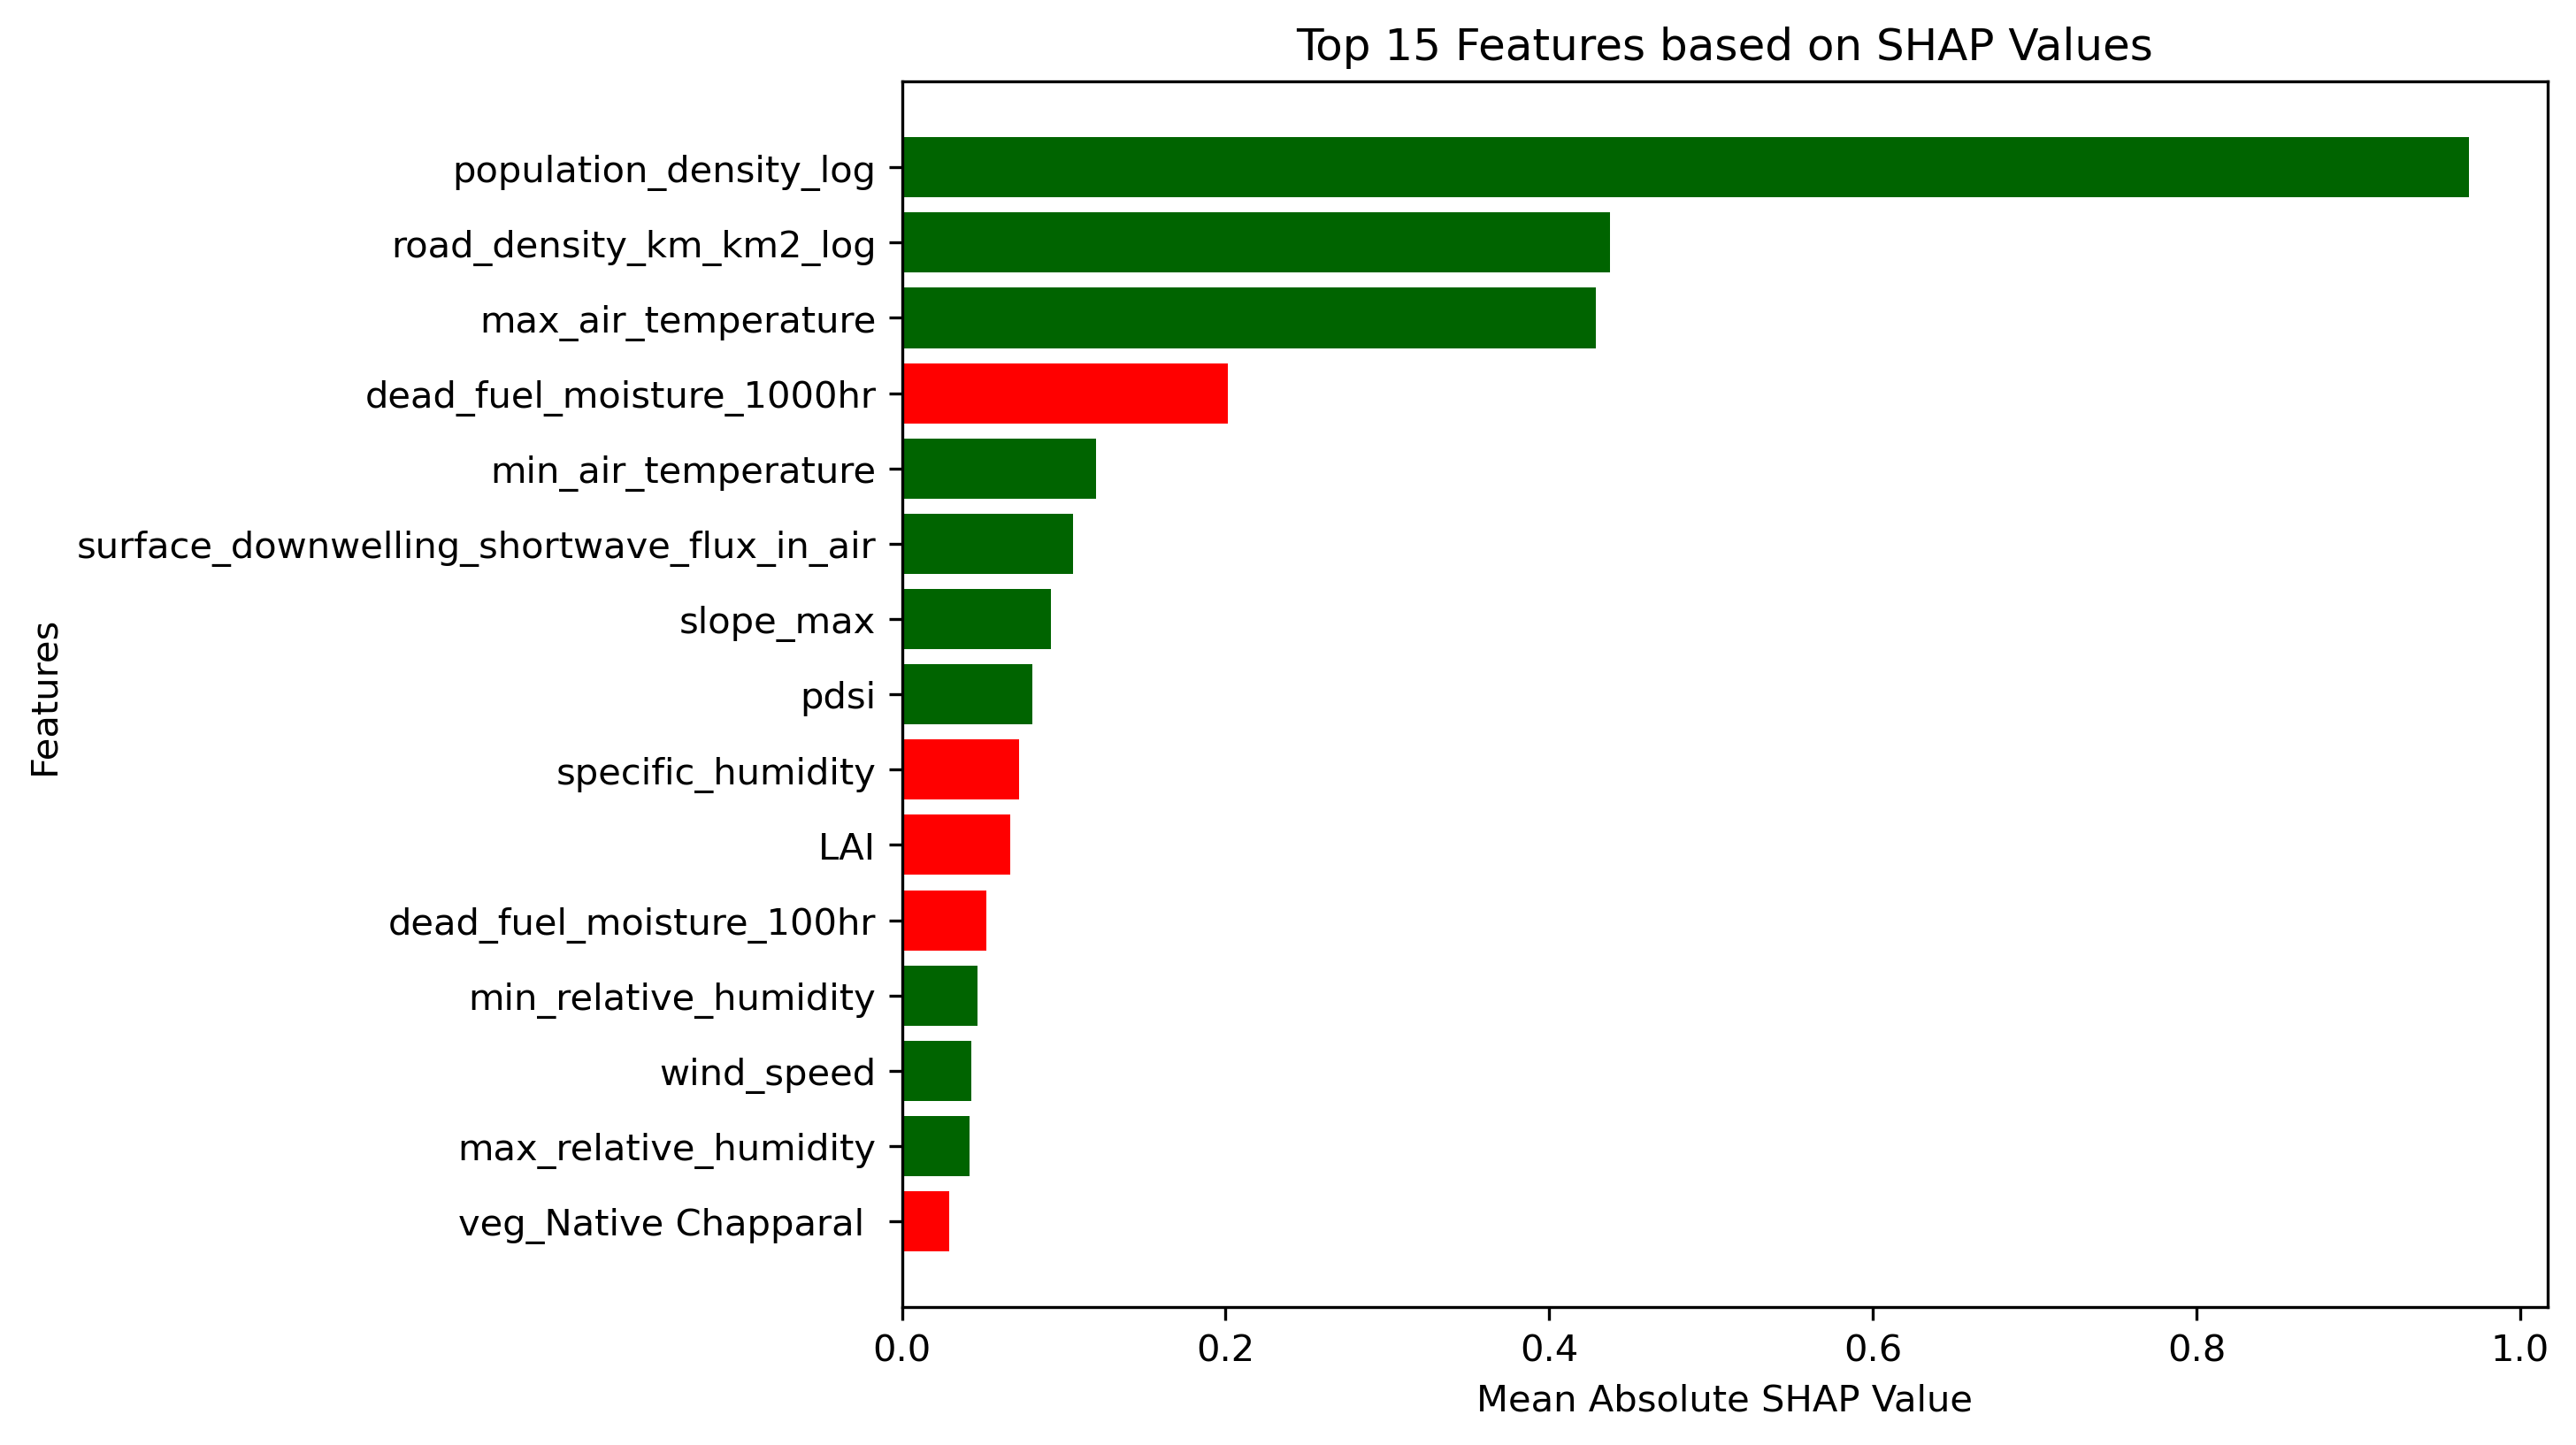 Top 15 Features based on SHAP Values
Features
population_density_log
road_density_km_km2_log
max_air_temperature
dead_fuel_moisture_1000hr
min_air_temperature
surface_downwelling_shortwave_flux_in_air
slope_max
pdsi
specific_humidity
LAI
dead_fuel_moisture_100hr
min_relative_humidity
wind_speed
max_relative_humidity
veg_Native Chapparal
0.0 0.2 0.4 0.6 0.8 1.0
Mean Absolute SHAP Value